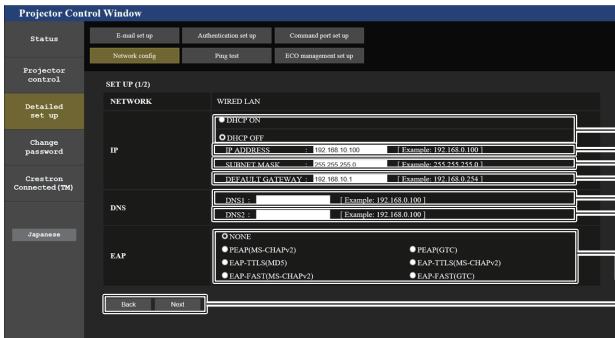 Projector Control Window
Status
E-mail set up
Authentication set up
Command port set up
Network config
Ping test
ECO management set up
Projector
control
SET UP (1/2)
NETWORK
WIRED LAN
Detailed
set up
DHCP ON
DHCP OFF
IP
IP ADDRESS : 192.168.10.100 [ Example: 192.168.0.100 ]
SUBNET MASK : 255.255.255.0 [ Example: 255.255.255.0 ]
DEFAULT GATEWAY : 192.168.10.1 [ Example: 192.168.0.254 ]
Change
password
Crestron
Connected(TM)
DNS
DNS1 : [ Example: 192.168.0.100 ]
DNS2 : [ Example: 192.168.0.100 ]
Japanese
EAP
NONE
PEAP(MS-CHAPv2) PEAP(GTC)
EAP-TTLS(MD5) EAP-TTLS(MS-CHAPv2)
EAP-FAST(MS-CHAPv2) EAP-FAST(GTC)
Back Next